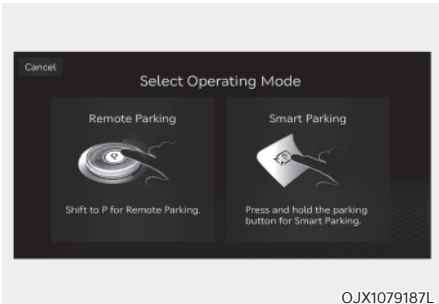 Cancel
Select Operating Mode
Remote Parking
P
Shift to P for Remote Parking.
Smart Parking
P
Press and hold the parking
button for Smart Parking.
OJX1079187L